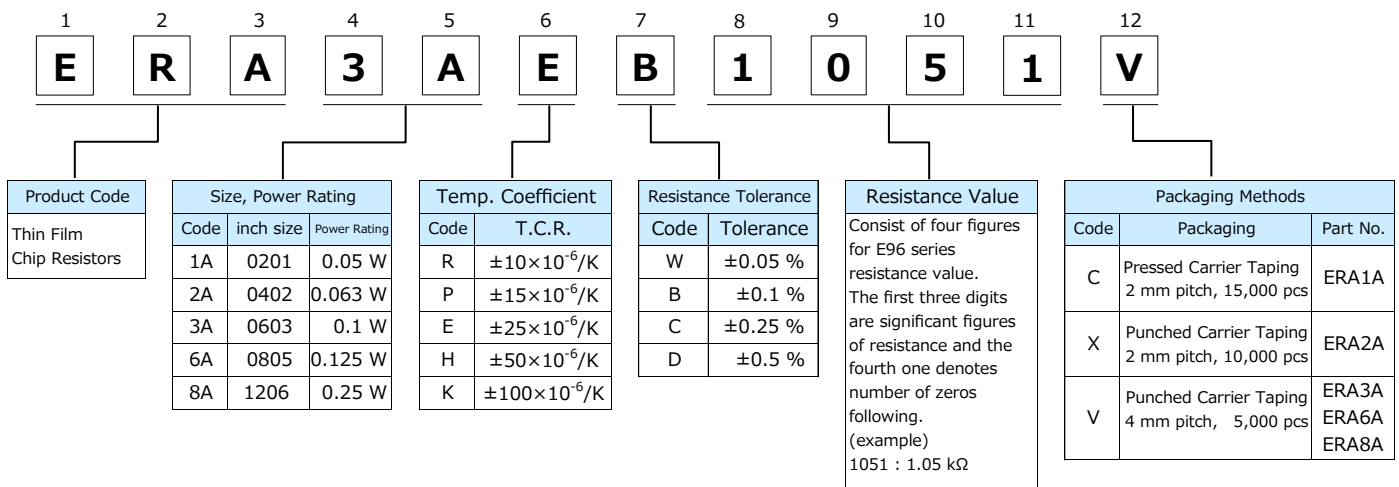 1 2 3 4 5 6 7 8 9 10 11 12
E R A 3 A E B 1 0 5 1 V
Product Code
Thin Film
Chip Resistors
Size, Power Rating
Code inch size Power Rating
1A 0201 0.05 W
2A 0402 0.063 W
3A 0603 0.1 W
6A 0805 0.125 W
8A 1206 0.25 W
Temp. Coefficient
Code T.C.R.
R ±10×10⁻⁶/K
P ±15×10⁻⁶/K
E ±25×10⁻⁶/K
H ±50×10⁻⁶/K
K ±100×10⁻⁶/K
Resistance Tolerance
Code Tolerance
W ±0.05 %
B ±0.1 %
C ±0.25 %
D ±0.5 %
Resistance Value
Consist of four figures
for E96 series
resistance value.
The first three digits
are significant figures
of resistance and the
fourth one denotes
number of zeros
following.
(example)
1051 : 1.05 kΩ
Packaging Methods
Code Packaging Part No.
C Pressed Carrier Taping
2 mm pitch, 15,000 pcs ERA1A
X Punched Carrier Taping
2 mm pitch, 10,000 pcs ERA2A
V Punched Carrier Taping
4 mm pitch, 5,000 pcs
ERA3A
ERA6A
ERA8A